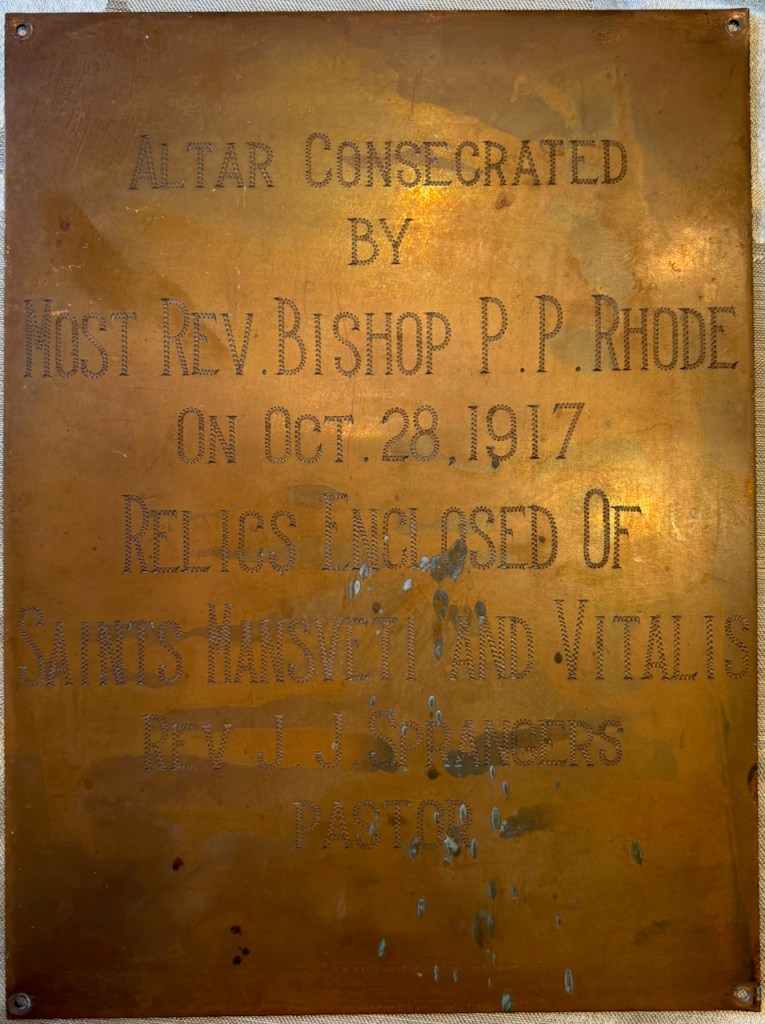 ALTAR CONSECRATED
BY
MOST REV. BISHOP P. P. RHODE
ON OCT. 28, 1917
RELICS ENCLOSED OF
SAINTS MANSVETI AND VITALIS
REV J. J. SPRANGERS
PASTOR